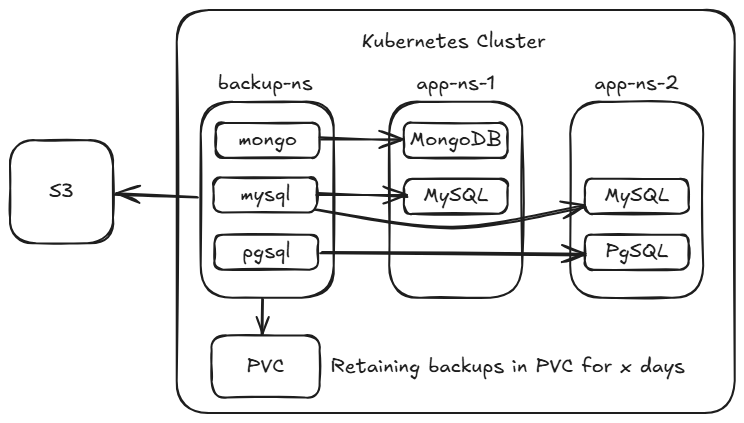 Kubernetes Cluster
backup-ns
app-ns-1
app-ns-2
mongo
MongoDB
S3
mysql
MySQL
MySQL
pgsql
PgSQL
PVC
Retaining backups in PVC for x days